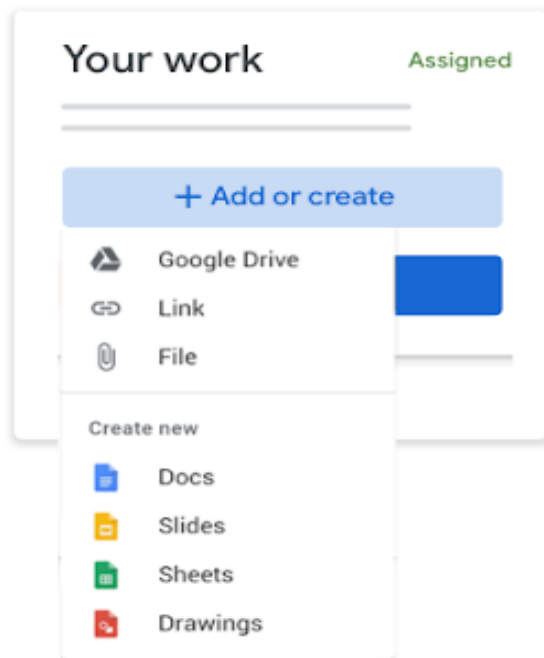 Your work
Assigned
+ Add or create
Google Drive
Link
File
Create new
Docs
Slides
Sheets
Drawings